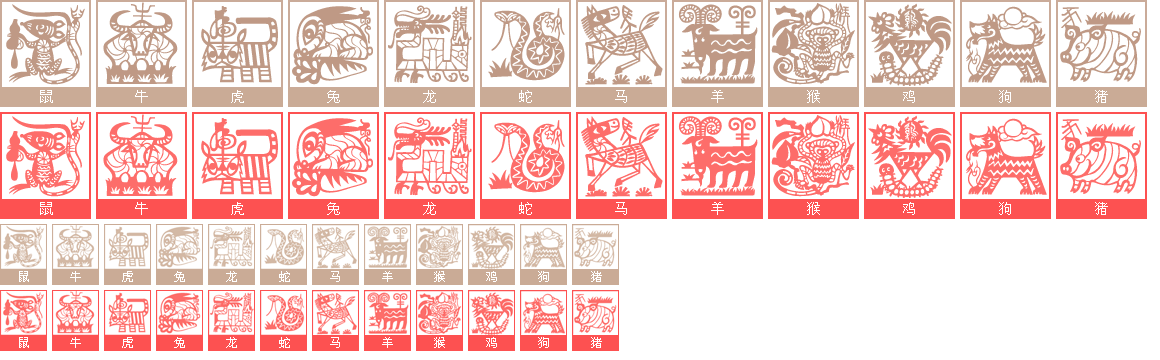 鼠 牛 虎 兔 龙 蛇 马 羊 猴 鸡 狗 猪
鼠 牛 虎 兔 龙 蛇 马 羊 猴 鸡 狗 猪
鼠 牛 虎 兔 龙 蛇 马 羊 猴 鸡 狗 猪
鼠 牛 虎 兔 龙 蛇 马 羊 猴 鸡 狗 猪